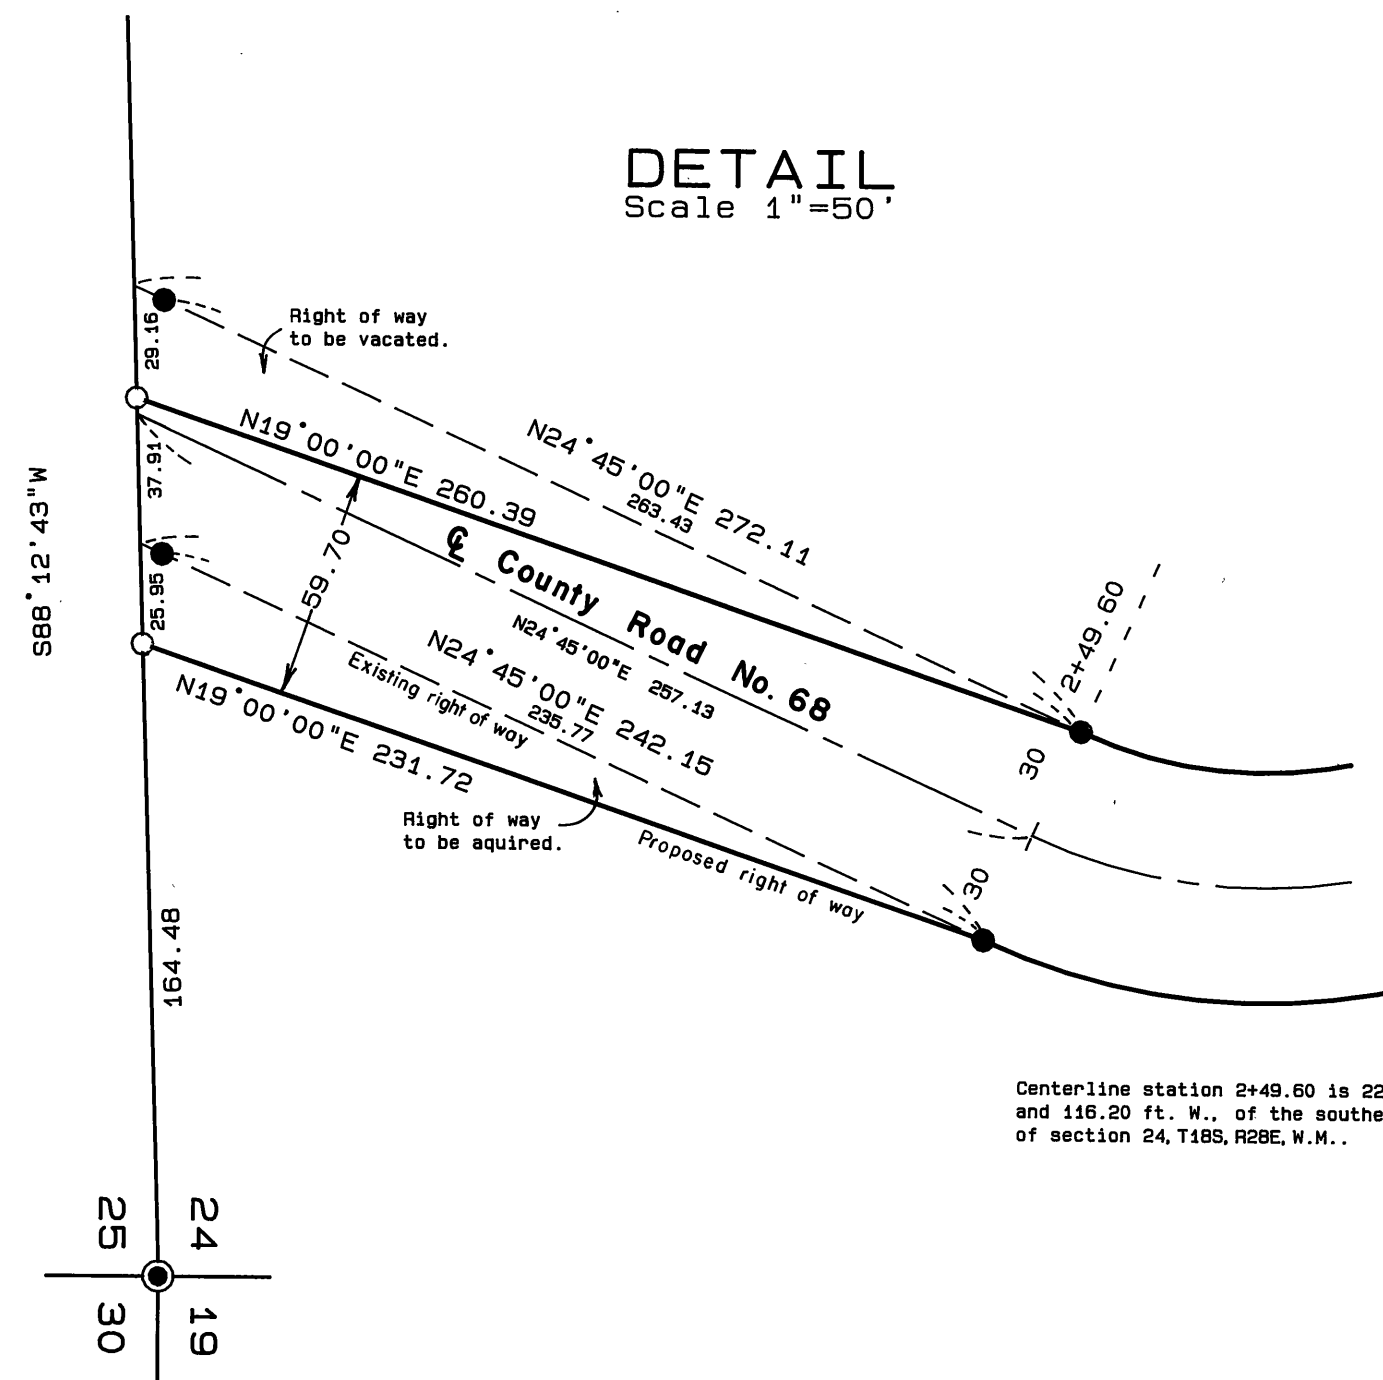 DETAIL
Scale 1"=50'
Right of way
to be vacated.
29.16
N19°00'00"E 260.39
N24°45'00"E 272.11
263.43
37.91
S88°12'43"W
59.70
℄ County Road No. 68
N24°45'00"E 257.13
2+49.60
25.95
N24°45'00"E 242.15
235.77
Existing right of way
N19°00'00"E 231.72
30
Right of way
to be aquired.
Proposed right of way
30
164.48
Centerline station 2+49.60 is 22
and 116.20 ft. W., of the southe
of section 24, T18S, R28E, W.M..
25 24
30 19